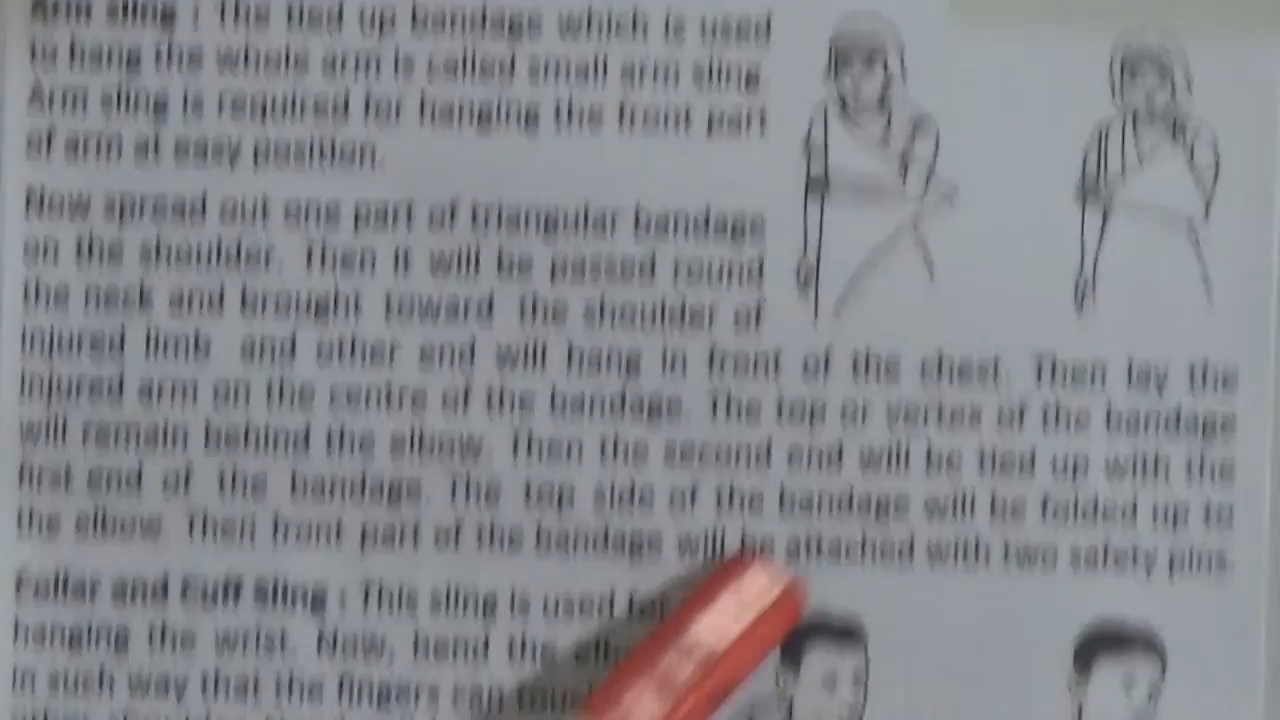 Arm sling : The tied up bandage which is used
to hang the whole arm is called small arm sling.
Arm sling is required for hanging the front part
of arm at easy position.
Now spread out one part of triangular bandage
on the shoulder. Then it will be passed round
the neck and brought toward the shoulder of
injured limb and other end will hang in front of the chest. Then lay the
injured arm on the centre of the bandage. The top or vertex of the bandage
will remain behind the elbow. Then the second end will be tied up with the
first end of the bandage. The top side of the bandage will be folded up to
the elbow. Then front part of the bandage will be attached with two safety pins.
Follar and Cuff Sling : This sling is used for
hanging the wrist. Now, bend the
in such way that the fingers can